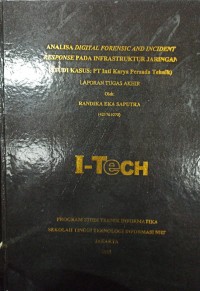 ANALISA DIGITAL FORENSIC AND INCIDENT
RESPONSE PADA INFRASTRUKTUR JARINGAN
(STUDI KASUS: PT Inti Karya Persada Tehnik)
LAPORAN TUGAS AKHIR
Oleh
RANDIKA EKA SAPUTRA
I-TECH
PROGRAM STUDI TEKNIK INFORMATIKA
SEKOLAH TINGGI TEKNOLOGI INFORMASI NIIT
JAKARTA